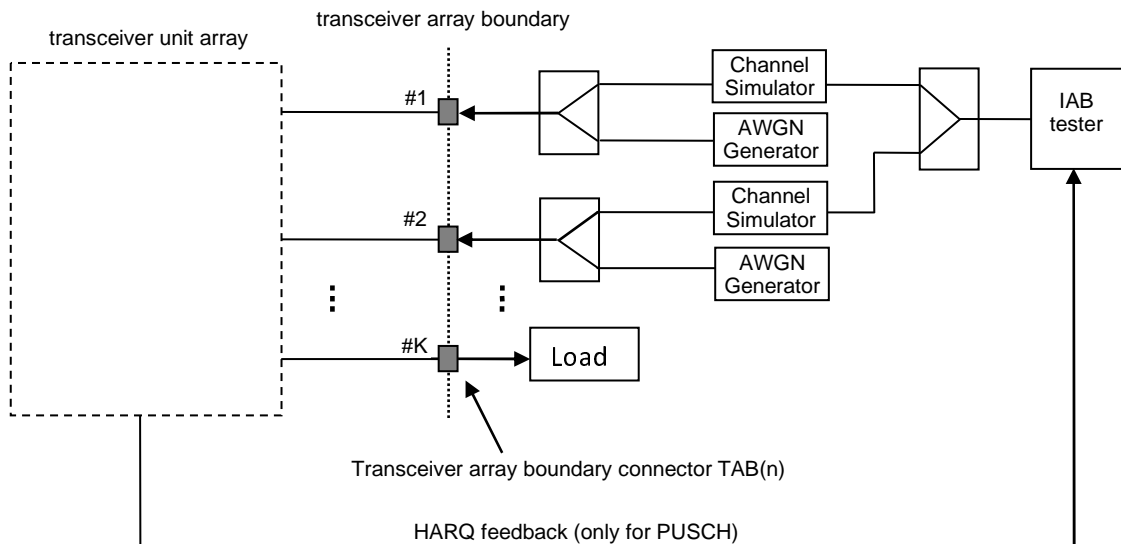 transceiver array boundary
transceiver unit array
#1
Channel
Simulator
AWGN
Generator
IAB
tester
#2
Channel
Simulator
AWGN
Generator
#K
Load
Transceiver array boundary connector TAB(n)
HARQ feedback (only for PUSCH)